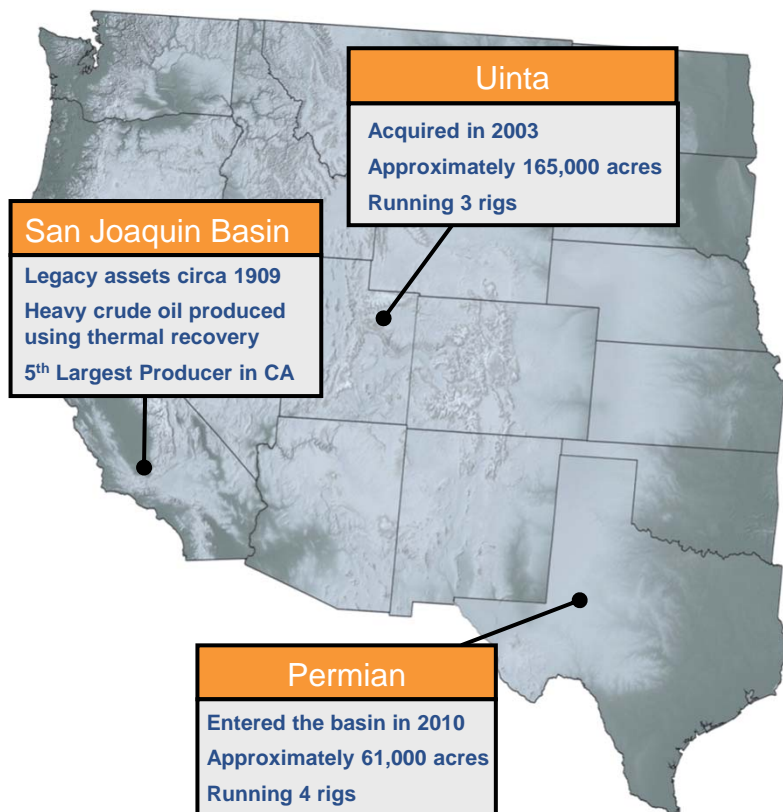 Uinta
Acquired in 2003
Approximately 165,000 acres
Running 3 rigs
San Joaquin Basin
Legacy assets circa 1909
Heavy crude oil produced
using thermal recovery
5th Largest Producer in CA
Permian
Entered the basin in 2010
Approximately 61,000 acres
Running 4 rigs